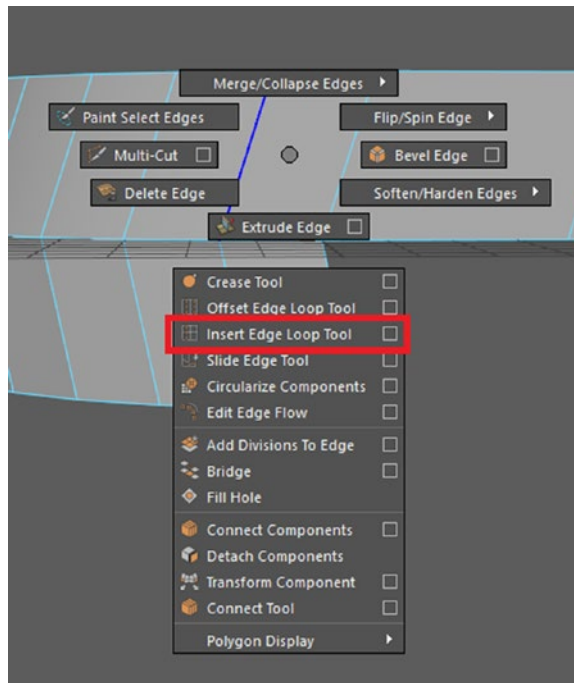 Merge/Collapse Edges
Paint Select Edges
Flip/Spin Edge
Multi-Cut
Bevel Edge
Delete Edge
Soften/Harden Edges
Extrude Edge
Crease Tool
Offset Edge Loop Tool
Insert Edge Loop Tool
Slide Edge Tool
Circularize Components
Edit Edge Flow
Add Divisions To Edge
Bridge
Fill Hole
Connect Components
Detach Components
Transform Component
Connect Tool
Polygon Display